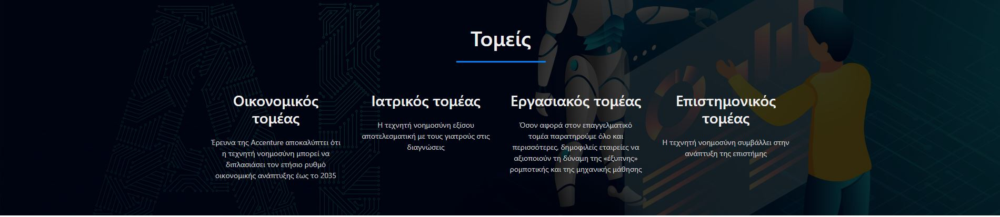 Τομείς
Οικονομικός
τομέας
Έρευνα της Accenture αποκαλύπτει ότι
η τεχνητή νοημοσύνη μπορεί να
διπλασιάσει τον ετήσιο ρυθμό
οικονομικής ανάπτυξης έως το 2035
Ιατρικός τομέας
Η τεχνητή νοημοσύνη εξίσου
αποτελεσματική με τους γιατρούς στις
διαγνώσεις
Εργασιακός τομέας
Όσον αφορά στον επαγγελματικό
τομέα παρατηρούμε όλο και
περισσότερες, δημοφιλείς εταιρείες να
αξιοποιούν τη δύναμη της «έξυπνης»
ρομποτικής και της μηχανικής μάθησης
Επιστημονικός
τομέας
Η τεχνητή νοημοσύνη συμβάλλει στην
ανάπτυξη της επιστήμης